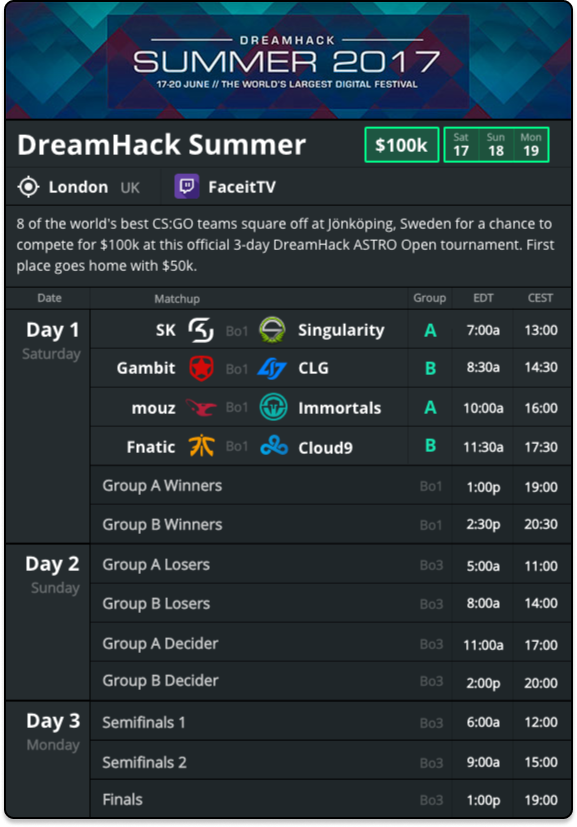 DREAMHACK
SUMMER 2017
17-20 JUNE // THE WORLD'S LARGEST DIGITAL FESTIVAL
DreamHack Summer $100k Sat 17 Sun 18 Mon 19
London UK FaceitTV
8 of the world's best CS:GO teams square off at Jönköping, Sweden for a chance to
compete for $100k at this official 3-day DreamHack ASTRO Open tournament. First
place goes home with $50k.
Date Matchup Group EDT CEST
Day 1 SK Bo1 Singularity A 7:00a 13:00
Saturday
Gambit Bo1 CLG B 8:30a 14:30
mouz Bo1 Immortals A 10:00a 16:00
Fnatic Bo1 Cloud9 B 11:30a 17:30
Group A Winners Bo1 1:00p 19:00
Group B Winners Bo1 2:30p 20:30
Day 2 Group A Losers Bo3 5:00a 11:00
Sunday
Group B Losers Bo3 8:00a 14:00
Group A Decider Bo3 11:00a 17:00
Group B Decider Bo3 2:00p 20:00
Day 3 Semifinals 1 Bo3 6:00a 12:00
Monday
Semifinals 2 Bo3 9:00a 15:00
Finals Bo3 1:00p 19:00